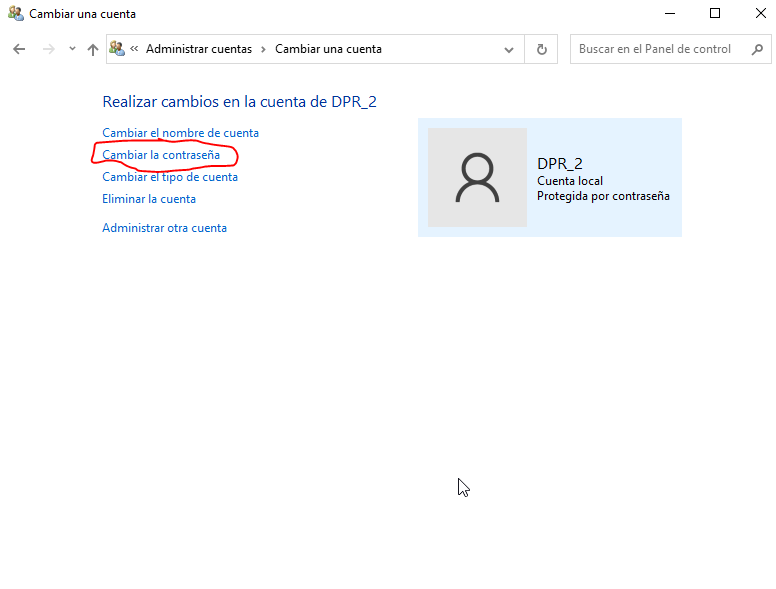 Cambiar una cuenta
« Administrar cuentas > Cambiar una cuenta
Buscar en el Panel de control
Realizar cambios en la cuenta de DPR_2
Cambiar el nombre de cuenta
Cambiar la contraseña
Cambiar el tipo de cuenta
Eliminar la cuenta
Administrar otra cuenta
DPR_2
Cuenta local
Protegida por contraseña